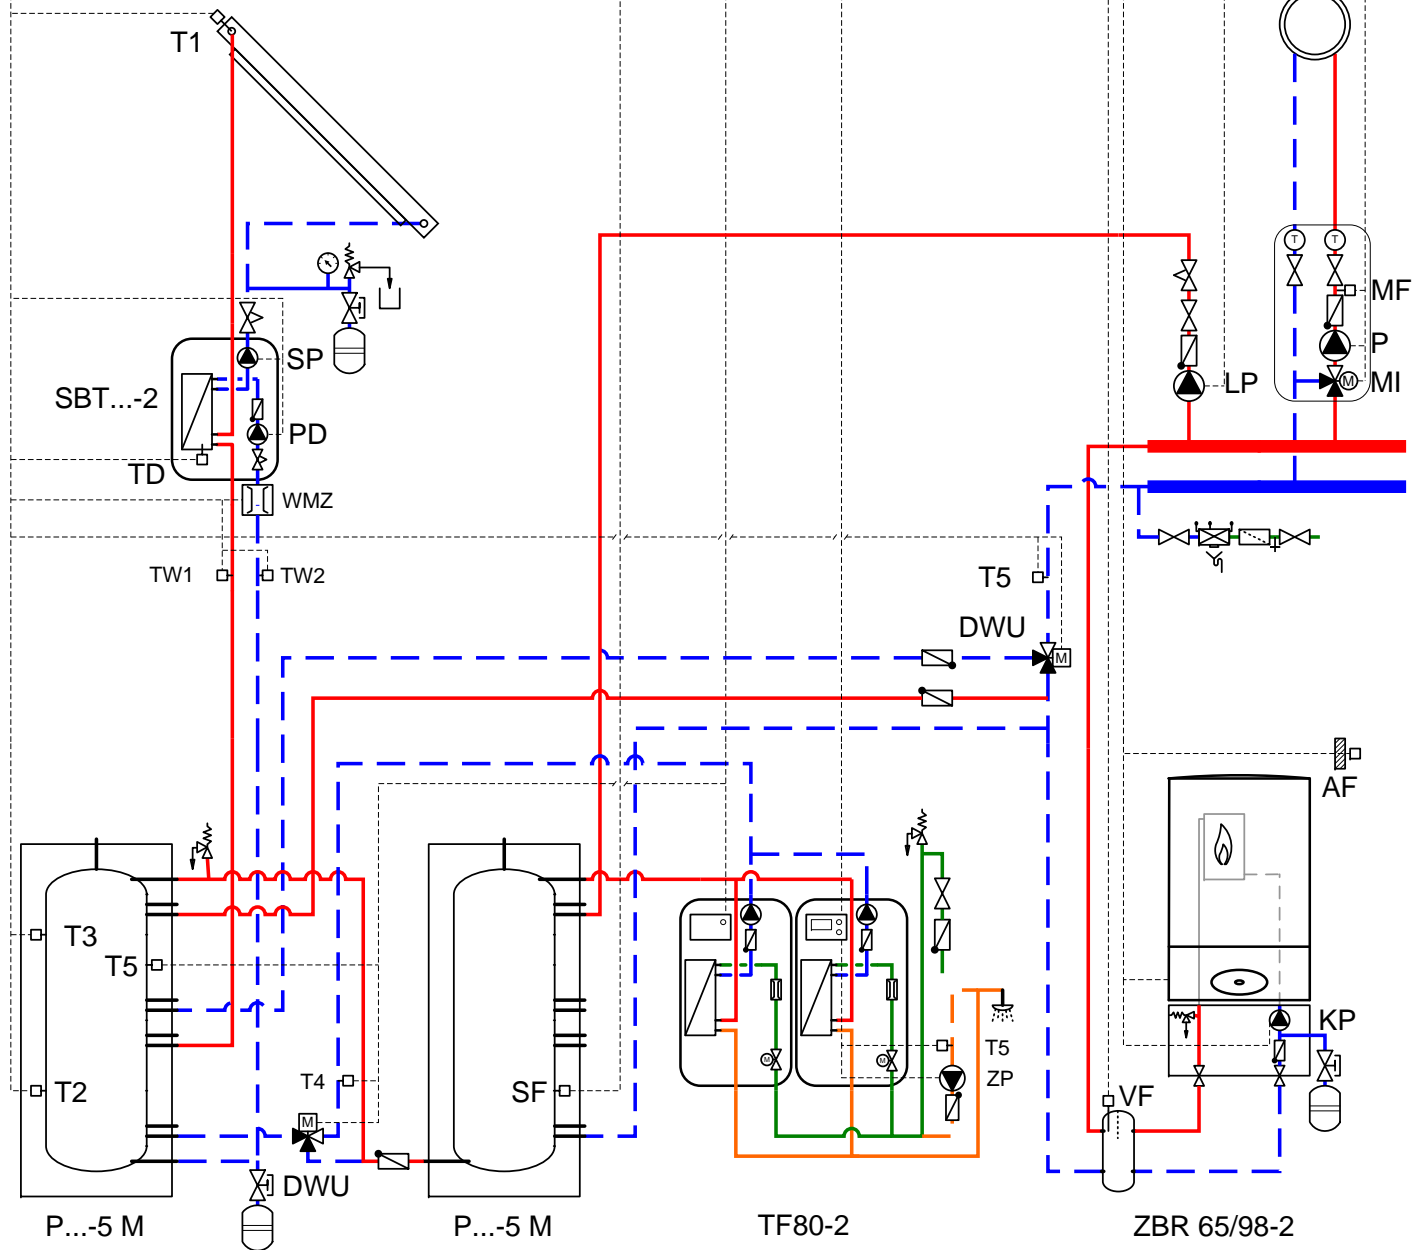 T1
T T
MF
SP
P
SBT...-2
LP
M
MI
PD
TD
WMZ
TW1
TW2
T5
DWU
M
AF
T3
T5
KP
T5
T4
T2
SF
M
M
ZP
VF
M
DWU
P...-5 M
P...-5 M
TF80-2
ZBR 65/98-2